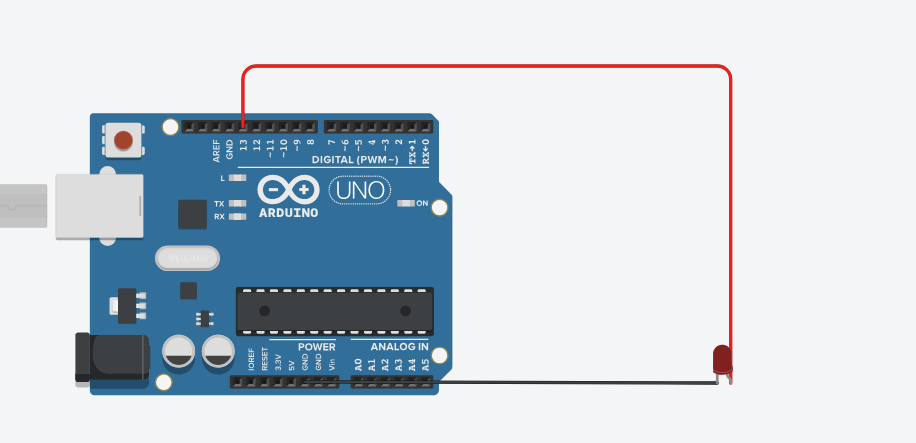 AREF
GND
13
12
~11
~10
~9
8
7
~6
~5
4
~3
2
TX→1
RX←0
DIGITAL (PWM~)
L
TX
RX
ARDUINO
UNO
ON
POWER
ANALOG IN
IOREF
RESET
3.3V
5V
GND
GND
Vin
A0
A1
A2
A3
A4
A5